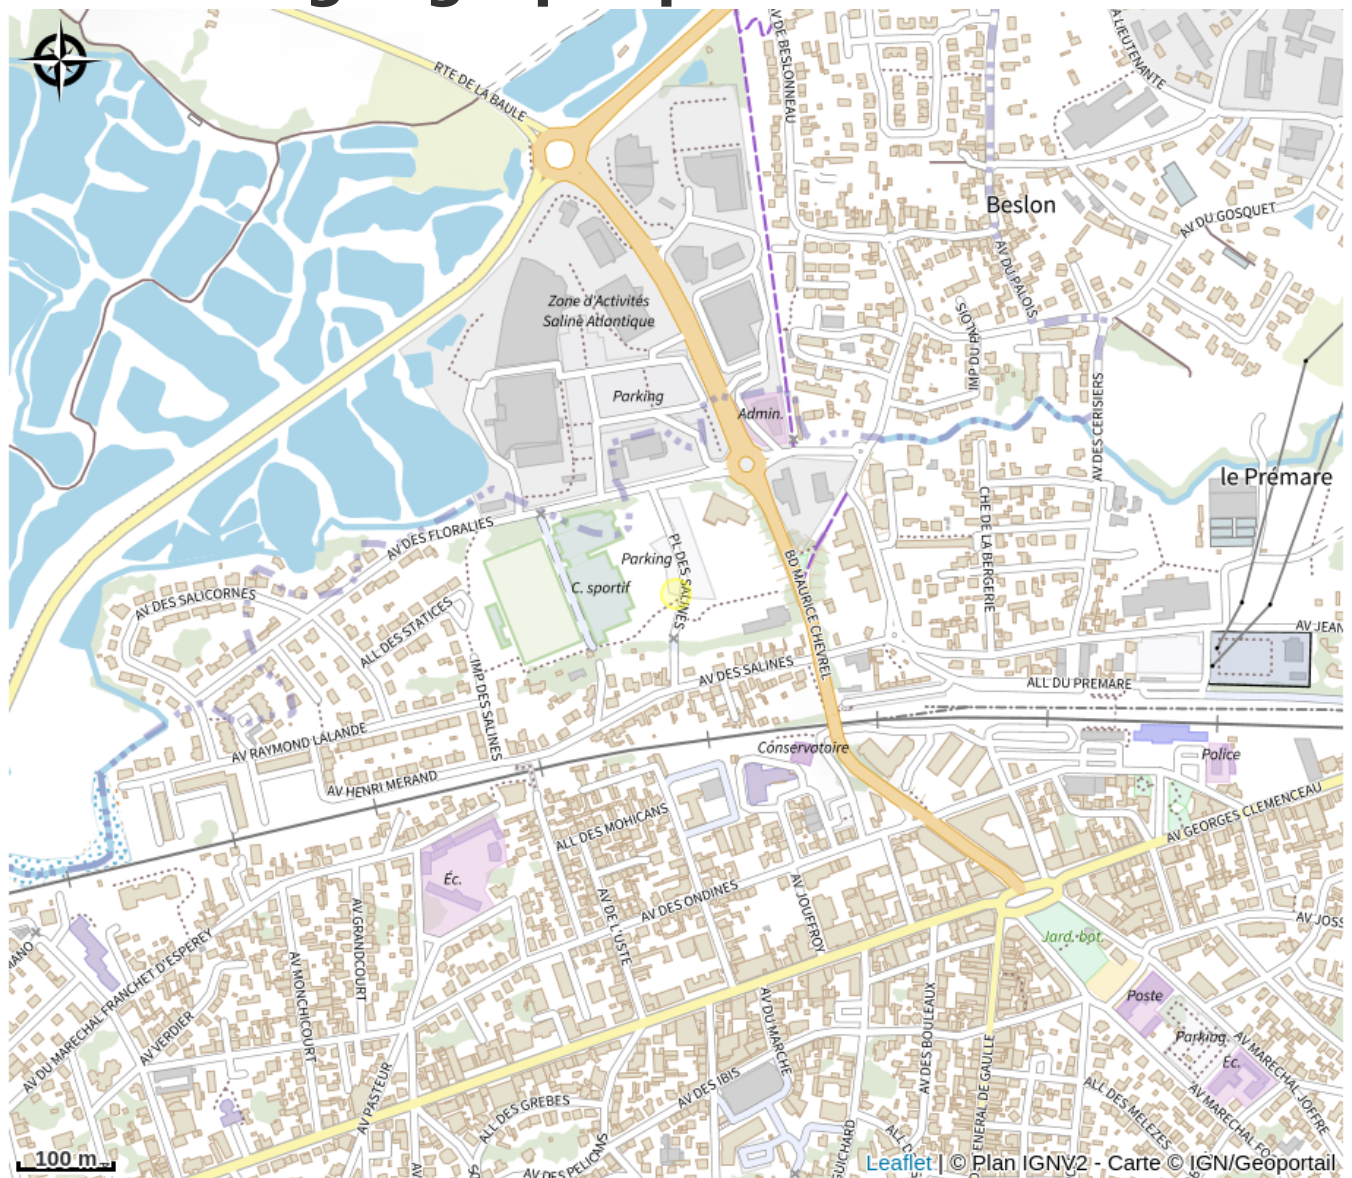 RTE DE LA BAULE
AV DE BESLONNEAU
A LIEUTENANTE
Beslon
AV DU GOSQUET
AV DU PALOIS
IMP DU PALOIS
Zone d'Activités
Saline Atlantique
Parking
Admin.
AV DES CERISIERS
le Prémare
CHE DE LA BERGERIE
AV DES FLORALIES
Parking
PL DES SALINES
C. sportif
BD MAURICE CHEVREL
AV DES SALICORNES
ALL DES STATICES
IMP DES SALINES
AV JEAN
AV DES SALINES
ALL DU PREMARE
AV RAYMOND LALANDE
AV HENRI MERAND
Conservatoire
Police
AV GEORGES CLEMENCEAU
ALL DES MOHICANS
Éc.
AV DES ONDINES
AV DE L'USTE
AV JOUFFROY
AV GRANDCOURT
AV JOSS
MANO
AV DU MARECHAL FRANCHET D'ESPEREY
AV MONCHICOURT
Jard. bot.
Poste
AV VERDIER
AV DU MARCHE
AV DES BOULEAUX
Parking
Éc.
AV MARECHAL JOFFRE
AV PASTEUR
AV DES IBIS
ENERAL DE GAULLE
ALL DES GREBES
ALL DES MELEZES
AV MARECHAL FO
AV DES PELICANS
AV
GUICHARD
100 m
Leaflet | © Plan IGNV2 - Carte © IGN/Geoportail